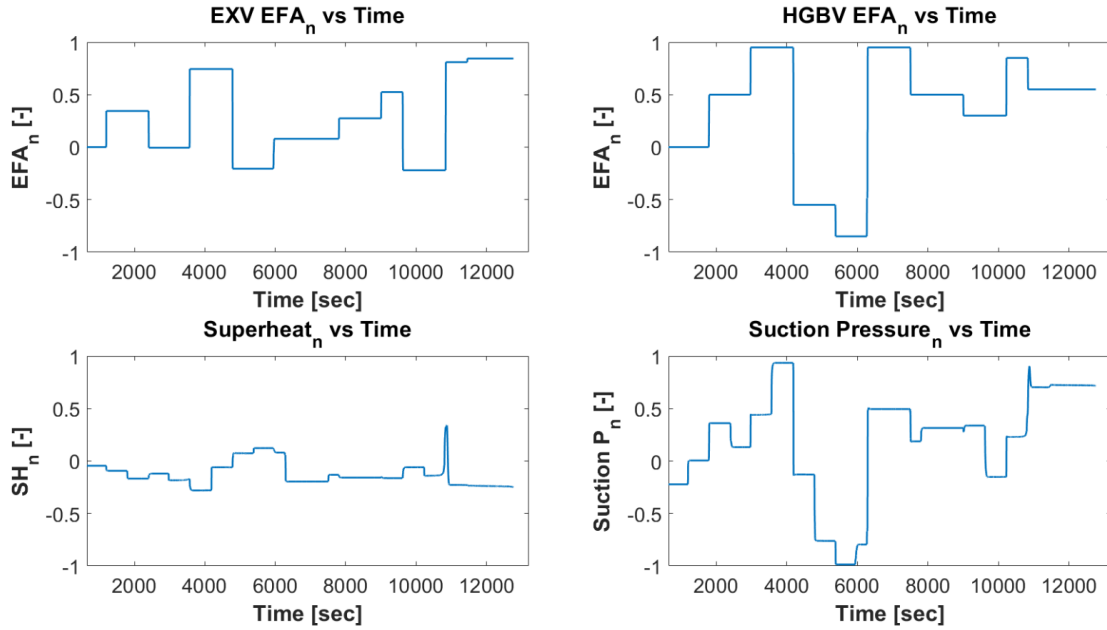 EXV EFAn vs Time
1
0.5
0
-0.5
-1
EFAn [-]
2000 4000 6000 8000 10000 12000
Time [sec]
HGBV EFAn vs Time
1
0.5
0
-0.5
-1
EFAn [-]
2000 4000 6000 8000 10000 12000
Time [sec]
Superheatn vs Time
1
0.5
0
-0.5
-1
SHn [-]
2000 4000 6000 8000 10000 12000
Time [sec]
Suction Pressuren vs Time
1
0.5
0
-0.5
-1
Suction Pn [-]
2000 4000 6000 8000 10000 12000
Time [sec]